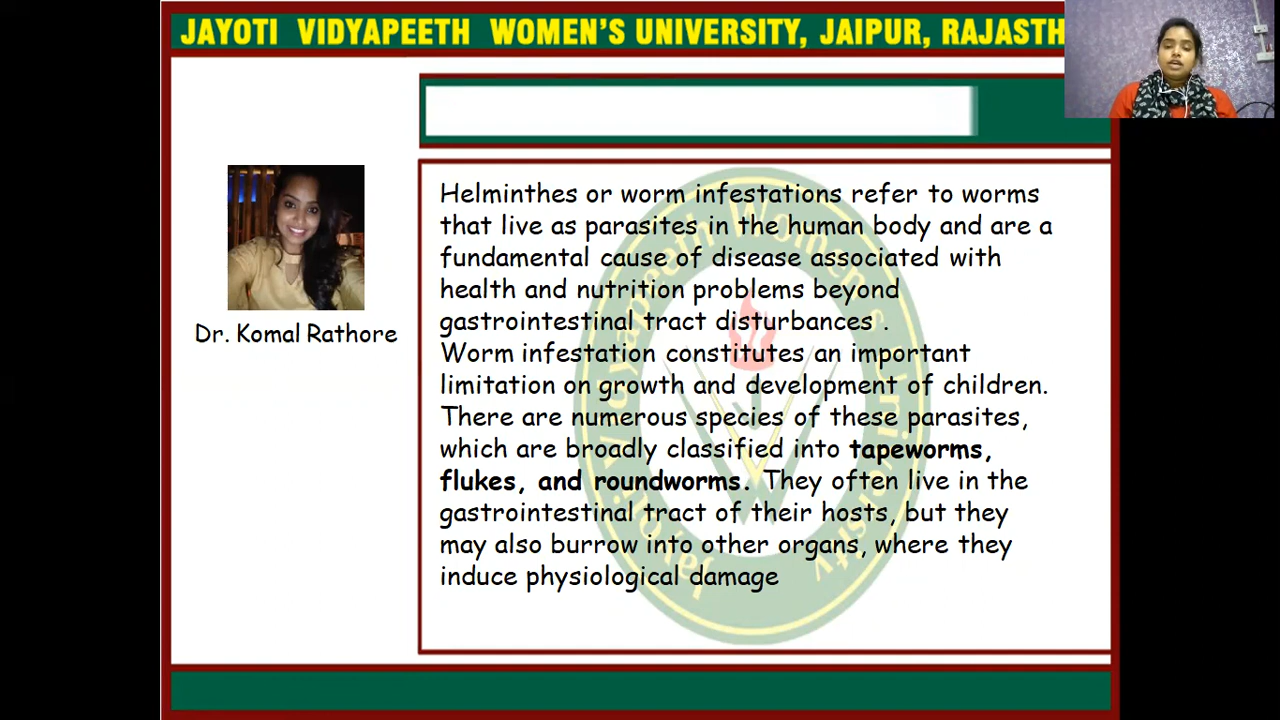 JAYOTI VIDYAPEETH WOMEN'S UNIVERSITY, JAIPUR, RAJASTH
Dr. Komal Rathore
Helminthes or worm infestations refer to worms
that live as parasites in the human body and are a
fundamental cause of disease associated with
health and nutrition problems beyond
gastrointestinal tract disturbances .
Worm infestation constitutes an important
limitation on growth and development of children.
There are numerous species of these parasites,
which are broadly classified into tapeworms,
flukes, and roundworms. They often live in the
gastrointestinal tract of their hosts, but they
may also burrow into other organs, where they
induce physiological damage
Jayoti Vidyapeeth Women's University